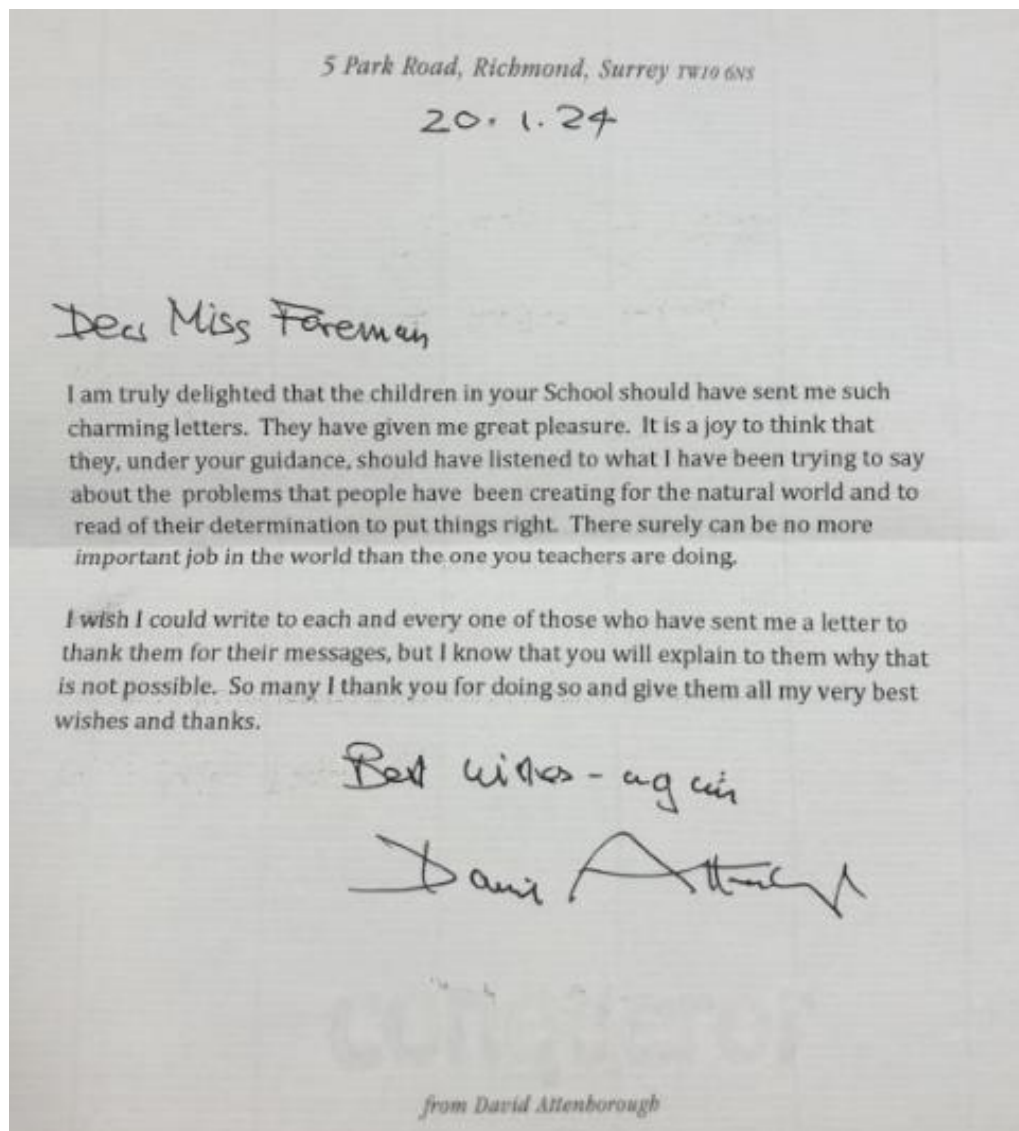 5 Park Road, Richmond, Surrey TW10 6NS
20. 1. 24
Dear Miss Foreman
I am truly delighted that the children in your School should have sent me such
charming letters. They have given me great pleasure. It is a joy to think that
they, under your guidance, should have listened to what I have been trying to say
about the problems that people have been creating for the natural world and to
read of their determination to put things right. There surely can be no more
important job in the world than the one you teachers are doing.
I wish I could write to each and every one of those who have sent me a letter to
thank them for their messages, but I know that you will explain to them why that
is not possible. So many I thank you for doing so and give them all my very best
wishes and thanks.
Best wishes - again
David Attenborough
from David Attenborough